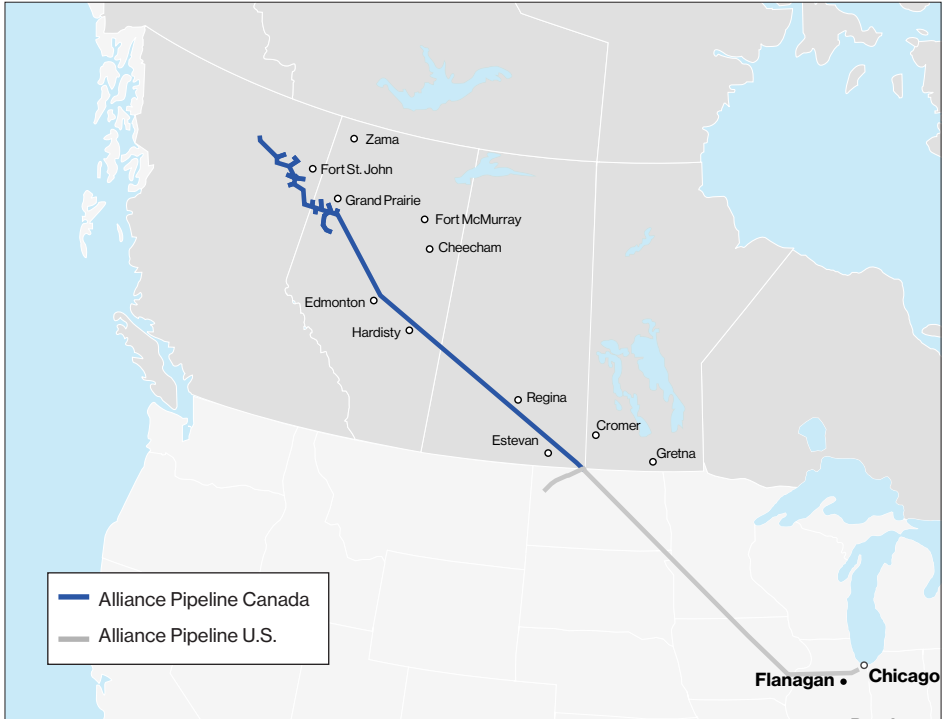 Zama
Fort St. John
Grand Prairie
Fort McMurray
Cheecham
Edmonton
Hardisty
Regina
Cromer
Estevan
Gretna
Alliance Pipeline Canada
Alliance Pipeline U.S.
Flanagan
Chicago